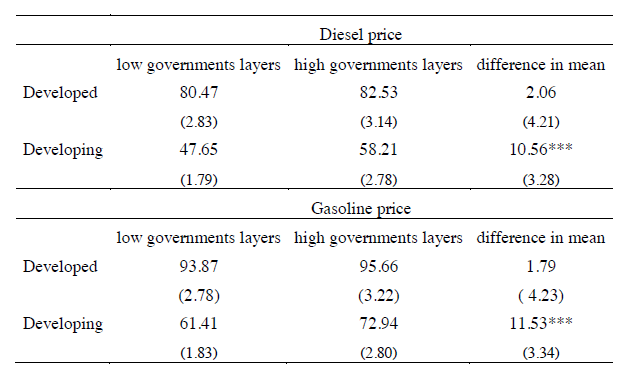 Diesel price
low governments layers high governments layers difference in mean
Developed 80.47 82.53 2.06
(2.83) (3.14) (4.21)
Developing 47.65 58.21 10.56***
(1.79) (2.78) (3.28)
Gasoline price
low governments layers high governments layers difference in mean
Developed 93.87 95.66 1.79
(2.78) (3.22) ( 4.23)
Developing 61.41 72.94 11.53***
(1.83) (2.80) (3.34)